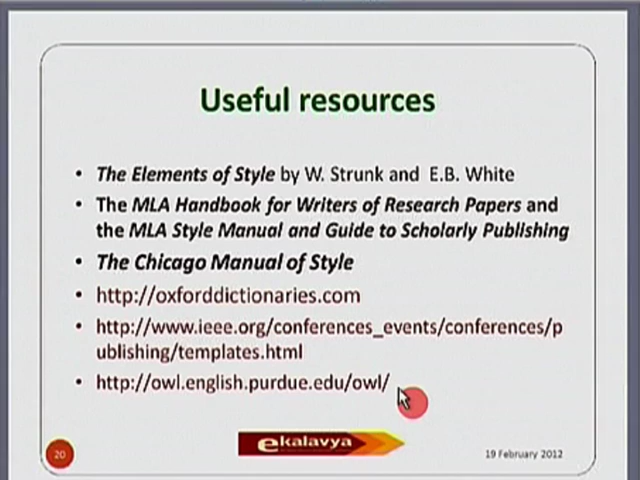 Useful resources
• The Elements of Style by W. Strunk and E.B. White
• The MLA Handbook for Writers of Research Papers and
the MLA Style Manual and Guide to Scholarly Publishing
• The Chicago Manual of Style
• http://oxforddictionaries.com
• http://www.ieee.org/conferences_events/conferences/p
ublishing/templates.html
• http://owl.english.purdue.edu/owl/
20
ekalavya
19 February 2012